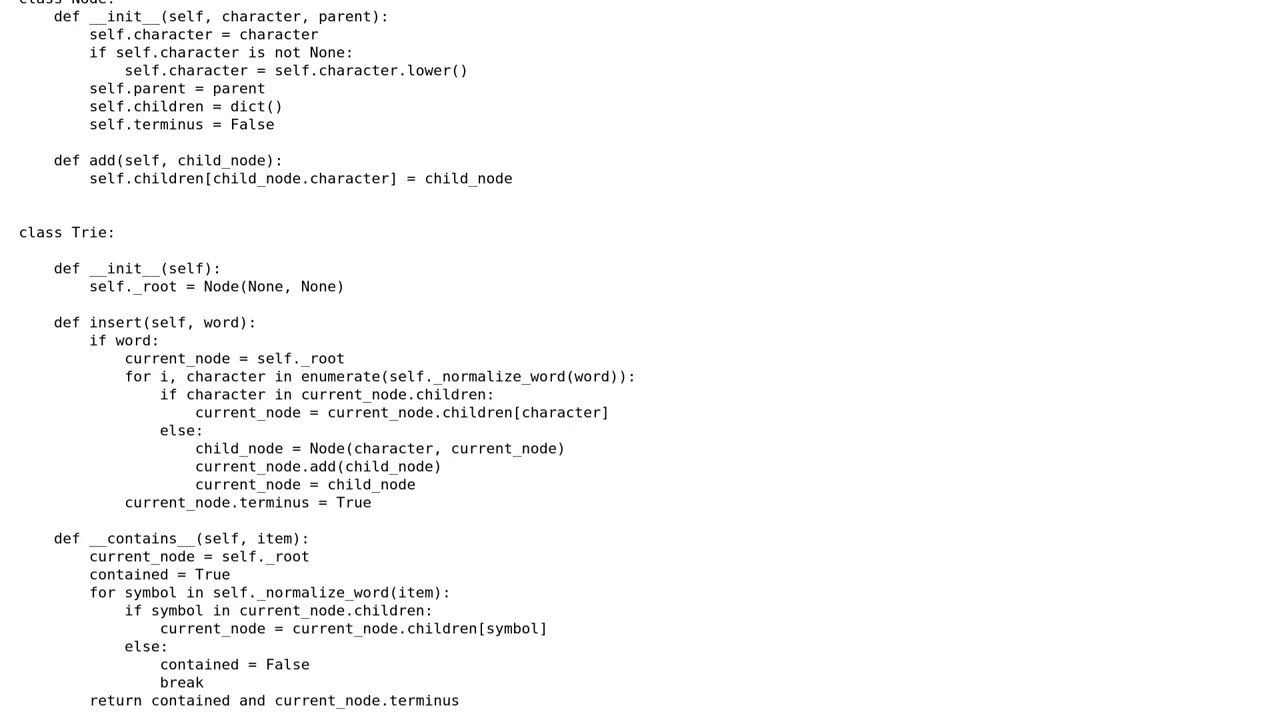 class Node:
    def __init__(self, character, parent):
        self.character = character
        if self.character is not None:
            self.character = self.character.lower()
        self.parent = parent
        self.children = dict()
        self.terminus = False

    def add(self, child_node):
        self.children[child_node.character] = child_node


class Trie:

    def __init__(self):
        self._root = Node(None, None)

    def insert(self, word):
        if word:
            current_node = self._root
            for i, character in enumerate(self._normalize_word(word)):
                if character in current_node.children:
                    current_node = current_node.children[character]
                else:
                    child_node = Node(character, current_node)
                    current_node.add(child_node)
                    current_node = child_node
            current_node.terminus = True

    def __contains__(self, item):
        current_node = self._root
        contained = True
        for symbol in self._normalize_word(item):
            if symbol in current_node.children:
                current_node = current_node.children[symbol]
            else:
                contained = False
                break
        return contained and current_node.terminus